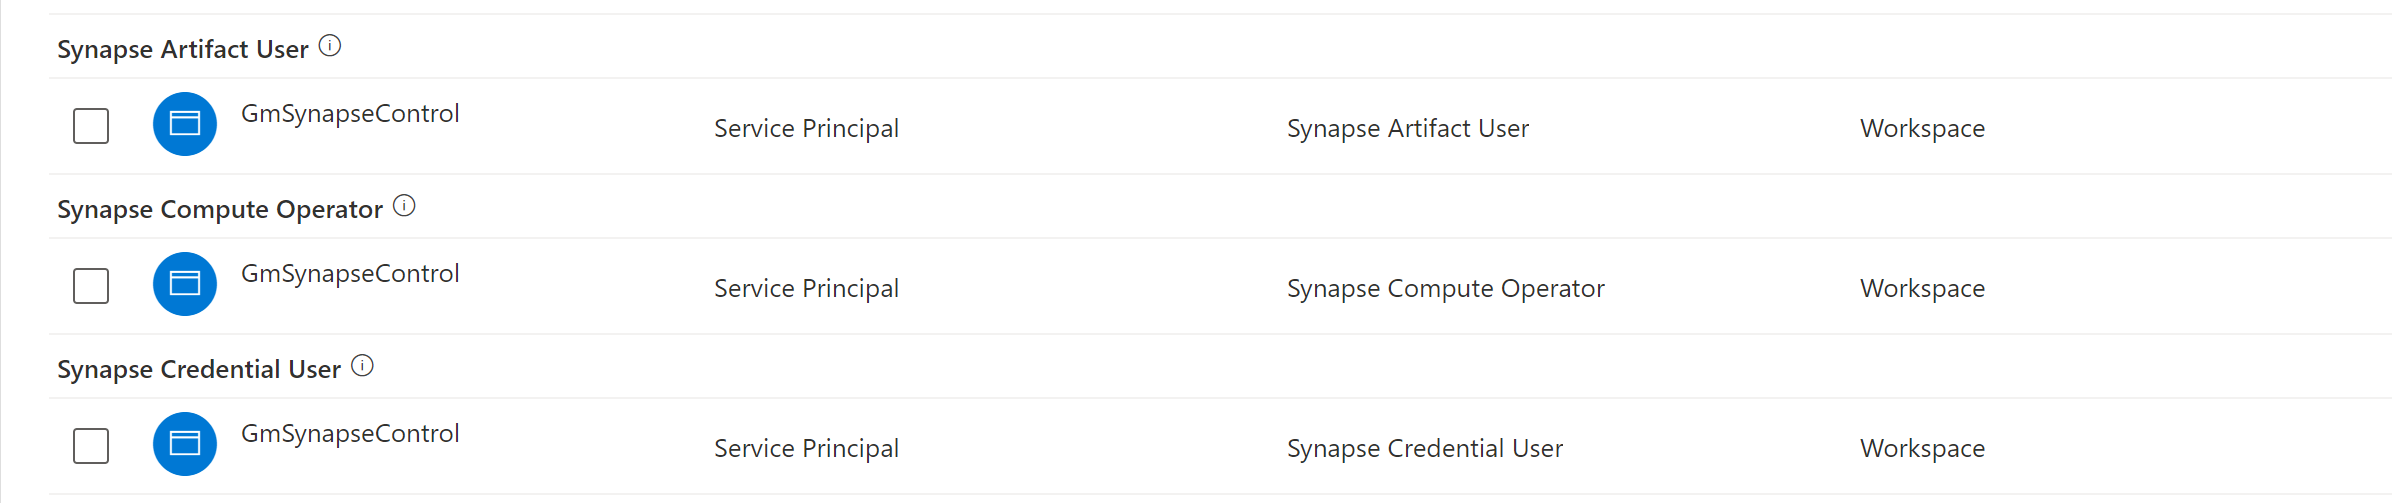 Synapse Artifact User
GmSynapseControl
Service Principal
Synapse Artifact User
Workspace
Synapse Compute Operator
GmSynapseControl
Service Principal
Synapse Compute Operator
Workspace
Synapse Credential User
GmSynapseControl
Service Principal
Synapse Credential User
Workspace